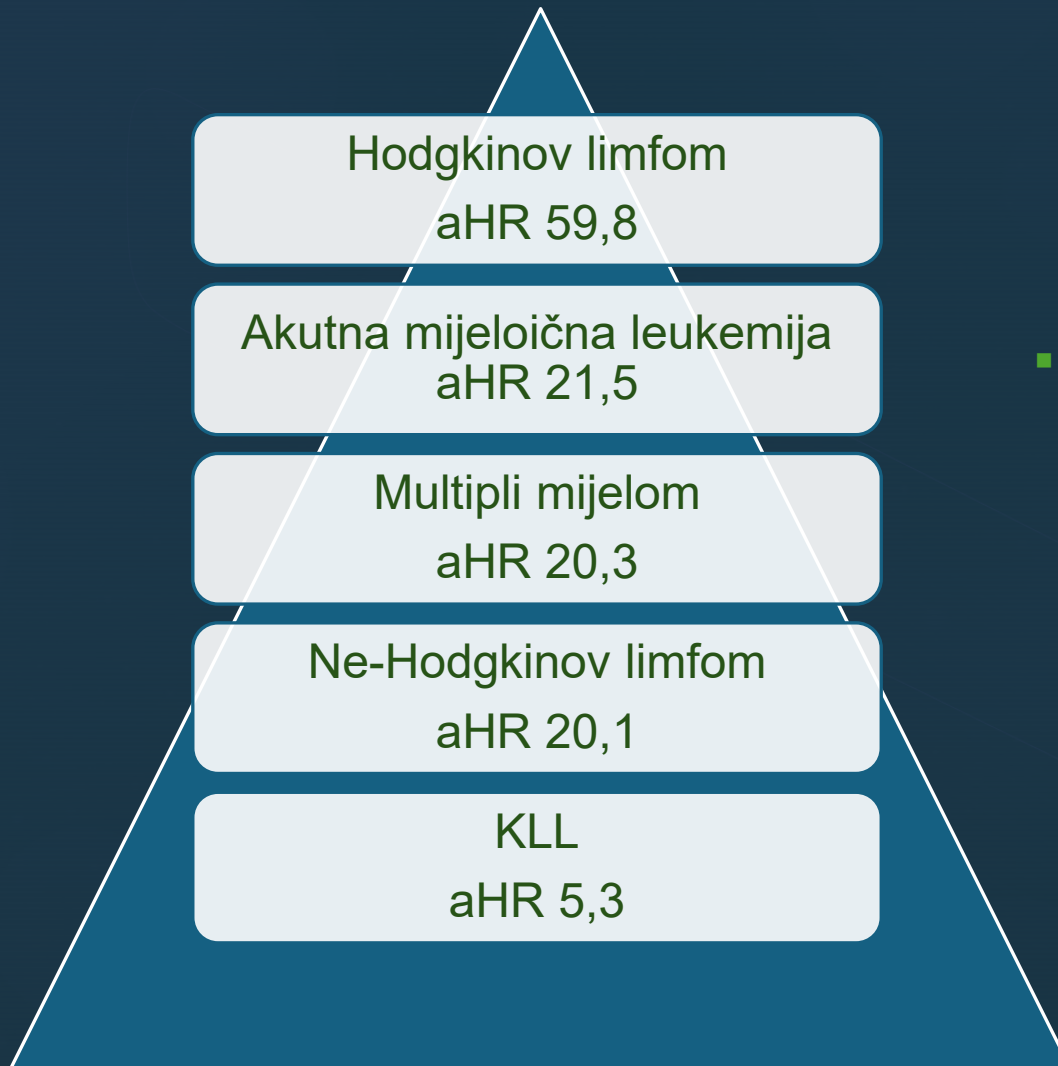 Hodgkinov limfom
aHR 59,8
Akutna mijeloična leukemija
aHR 21,5
Multipli mijelom
aHR 20,3
Ne-Hodgkinov limfom
aHR 20,1
KLL
aHR 5,3